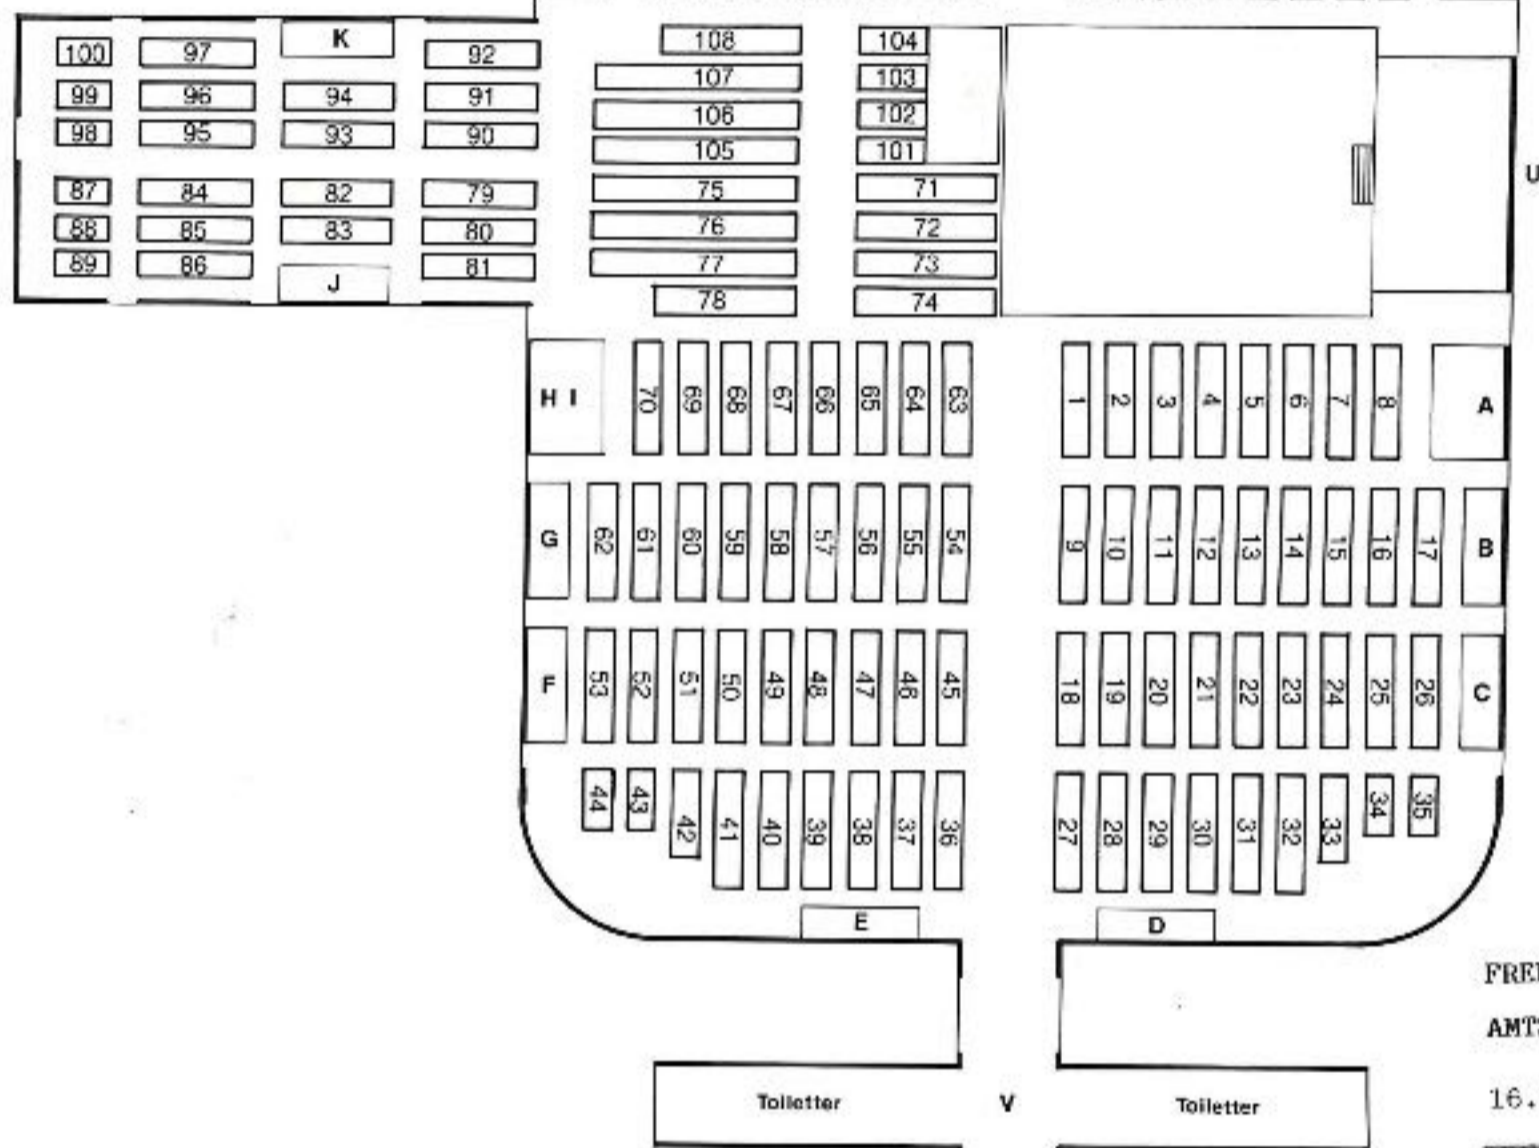 100 97 K 92 108 104
99 96 94 91 107 103
98 95 93 90 106 102
105 101
87 84 82 79 75 71
88 85 83 80 76 72
89 86 J 81 77 73
78 74
U
H I 70 69 68 67 66 65 64 63 1 2 3 4 5 6 7 8 A
G 62 61 60 59 58 57 56 55 54 9 10 11 12 13 14 15 16 17 B
F 53 52 51 50 49 48 47 46 45 18 19 20 21 22 23 24 25 26 C
44 43 42 41 40 39 38 37 36 27 28 29 30 31 32 33 34 35
E D
Toiletter V Toiletter
16.